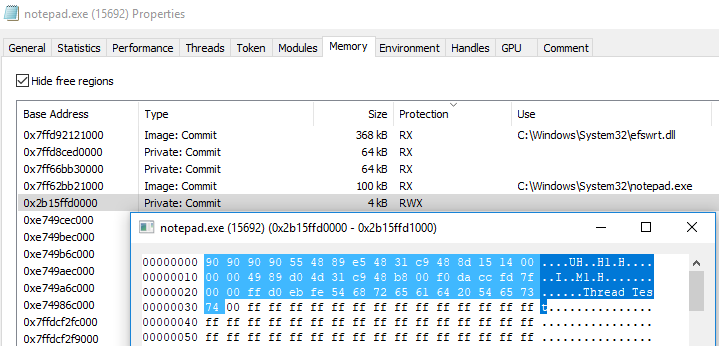 notepad.exe (15692) Properties
General Statistics Performance Threads Token Modules Memory Environment Handles GPU Comment
Hide free regions
Base Address Type Size Protection Use
0x7ffd92121000 Image: Commit 368 kB RX C:\Windows\System32\efswrt.dll
0x7ffd8ced0000 Private: Commit 64 kB RX
0x7ff66bb30000 Private: Commit 64 kB RX
0x7ff62bb21000 Image: Commit 100 kB RX C:\Windows\System32\notepad.exe
0x2b15ffd0000 Private: Commit 4 kB RWX
0xe749cec000
0xe749bec000
0xe749b6c000
0xe749aec000
0xe749a6c000
0xe74986c000
0x7ffdcf2fc000
0x7ffdcf2f9000
notepad.exe (15692) (0x2b15ffd0000 - 0x2b15ffd1000)
00000000 90 90 90 90 55 48 89 e5 48 31 c9 48 8d 15 14 00 ....UH..H1.H....
00000010 00 00 49 89 d0 4d 31 c9 48 b8 00 f0 da cc fd 7f ..I..M1.H.......
00000020 00 00 ff d0 eb fe 54 68 72 65 61 64 20 54 65 73 ......Thread Tes
00000030 74 00 ff ff ff ff ff ff ff ff ff ff ff ff ff ff t...............
00000040 ff ff ff ff ff ff ff ff ff ff ff ff ff ff ff ff ................
00000050 ff ff ff ff ff ff ff ff ff ff ff ff ff ff ff ff ................